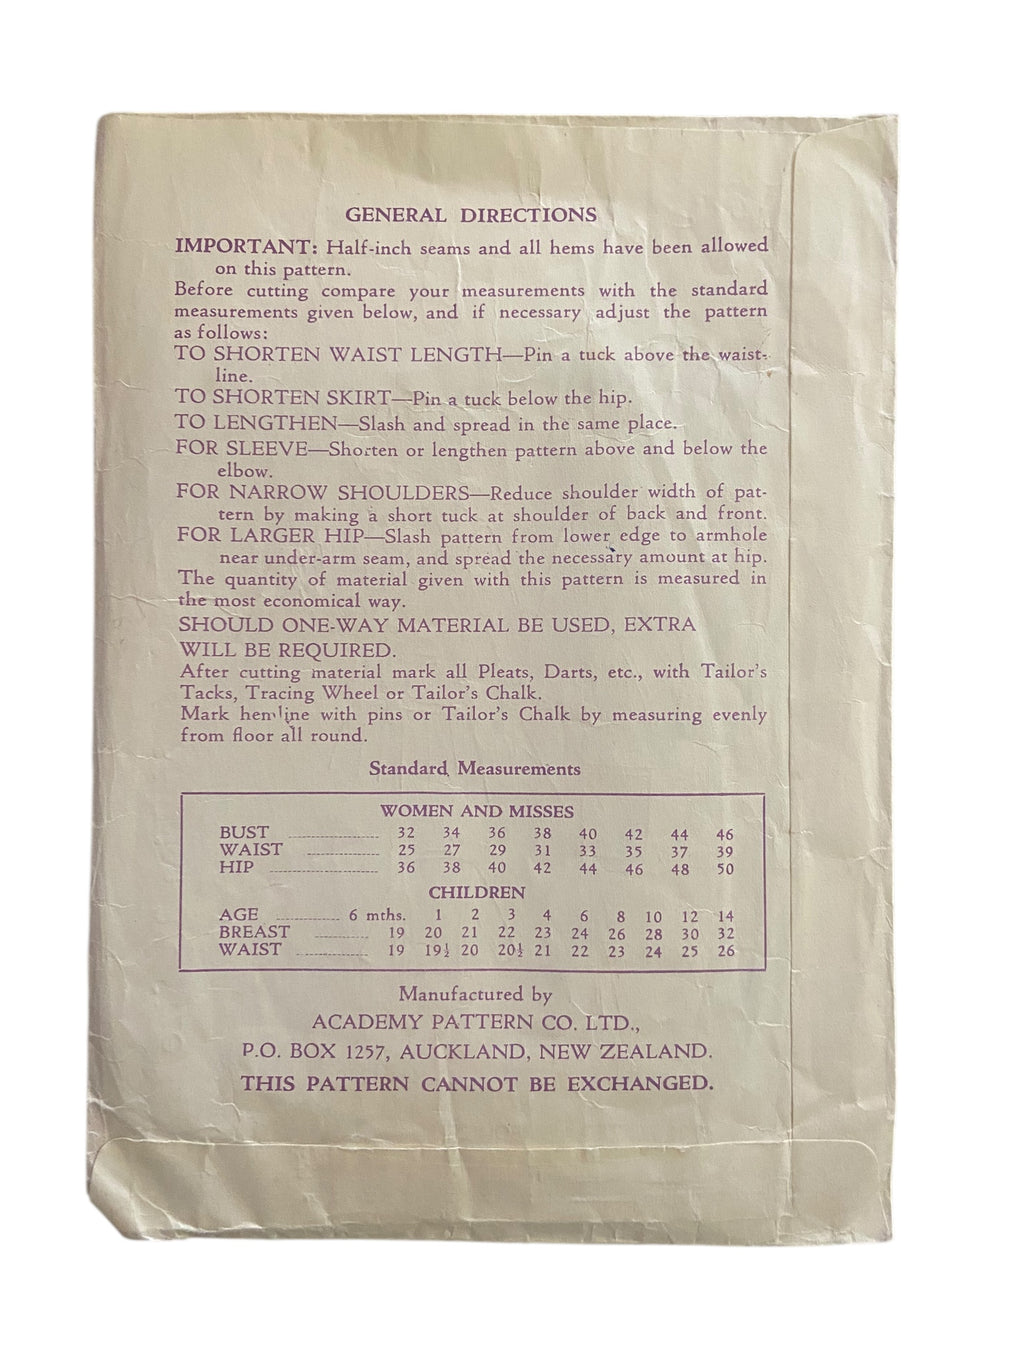 GENERAL DIRECTIONS
IMPORTANT: Half-inch seams and all hems have been allowed
on this pattern.
Before cutting compare your measurements with the standard
measurements given below, and if necessary adjust the pattern
as follows:
TO SHORTEN WAIST LENGTH—Pin a tuck above the waist-
line.
TO SHORTEN SKIRT—Pin a tuck below the hip.
TO LENGTHEN—Slash and spread in the same place.
FOR SLEEVE—Shorten or lengthen pattern above and below the
elbow.
FOR NARROW SHOULDERS—Reduce shoulder width of pat-
tern by making a short tuck at shoulder of back and front.
FOR LARGER HIP—Slash pattern from lower edge to armhole
near under-arm seam, and spread the necessary amount at hip.
The quantity of material given with this pattern is measured in
the most economical way.
SHOULD ONE-WAY MATERIAL BE USED, EXTRA
WILL BE REQUIRED.
After cutting material mark all Pleats, Darts, etc., with Tailor's
Tacks, Tracing Wheel or Tailor's Chalk.
Mark hemline with pins or Tailor's Chalk by measuring evenly
from floor all round.
Standard Measurements
WOMEN AND MISSES
BUST 32 34 36 38 40 42 44 46
WAIST 25 27 29 31 33 35 37 39
HIP 36 38 40 42 44 46 48 50
CHILDREN
AGE 6 mths. 1 2 3 4 6 8 10 12 14
BREAST 19 20 21 22 23 24 26 28 30 32
WAIST 19 19½ 20 20½ 21 22 23 24 25 26
Manufactured by
ACADEMY PATTERN CO. LTD.,
P.O. BOX 1257, AUCKLAND, NEW ZEALAND.
THIS PATTERN CANNOT BE EXCHANGED.